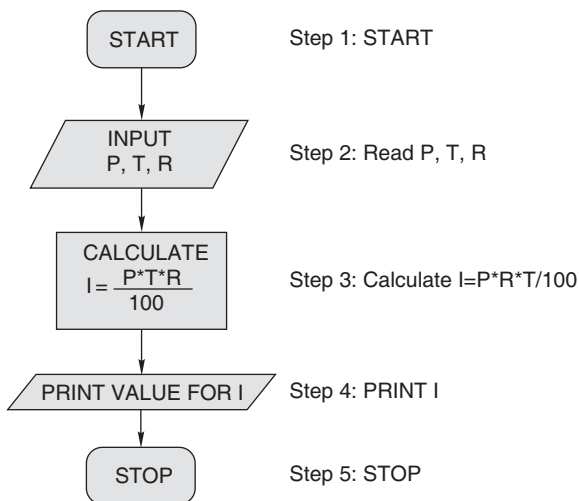 START
Step 1: START
INPUT
P, T, R
Step 2: Read P, T, R
CALCULATE
I = P*T*R
100
Step 3: Calculate I=P*R*T/100
PRINT VALUE FOR I
Step 4: PRINT I
STOP
Step 5: STOP